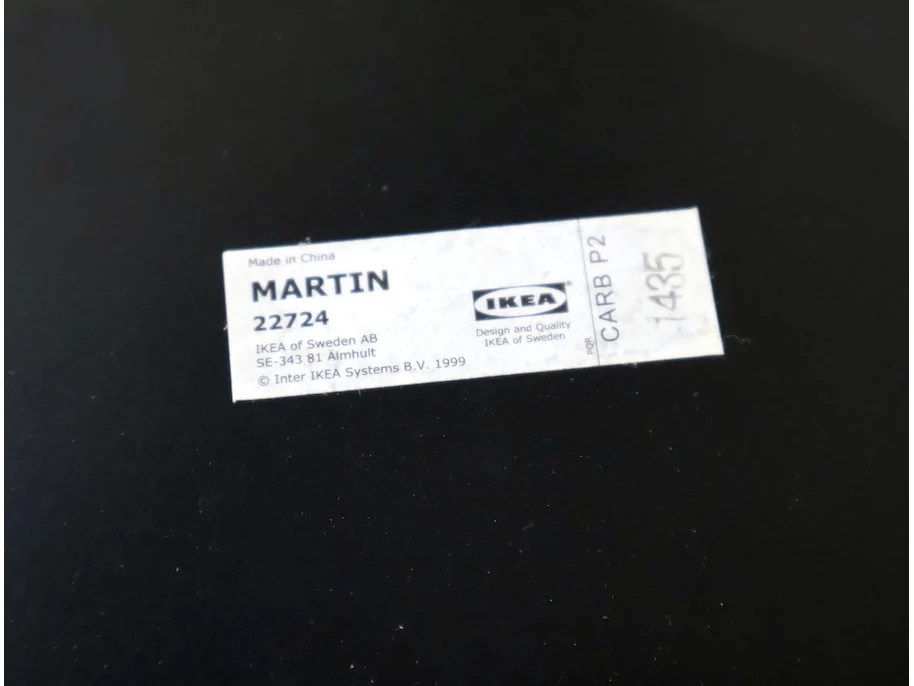 Made in China
MARTIN
22724
IKEA of Sweden AB
SE-343 81 Älmhult
© Inter IKEA Systems B.V. 1999
IKEA®
Design and Quality
IKEA of Sweden
PQR
CARB P2
1435